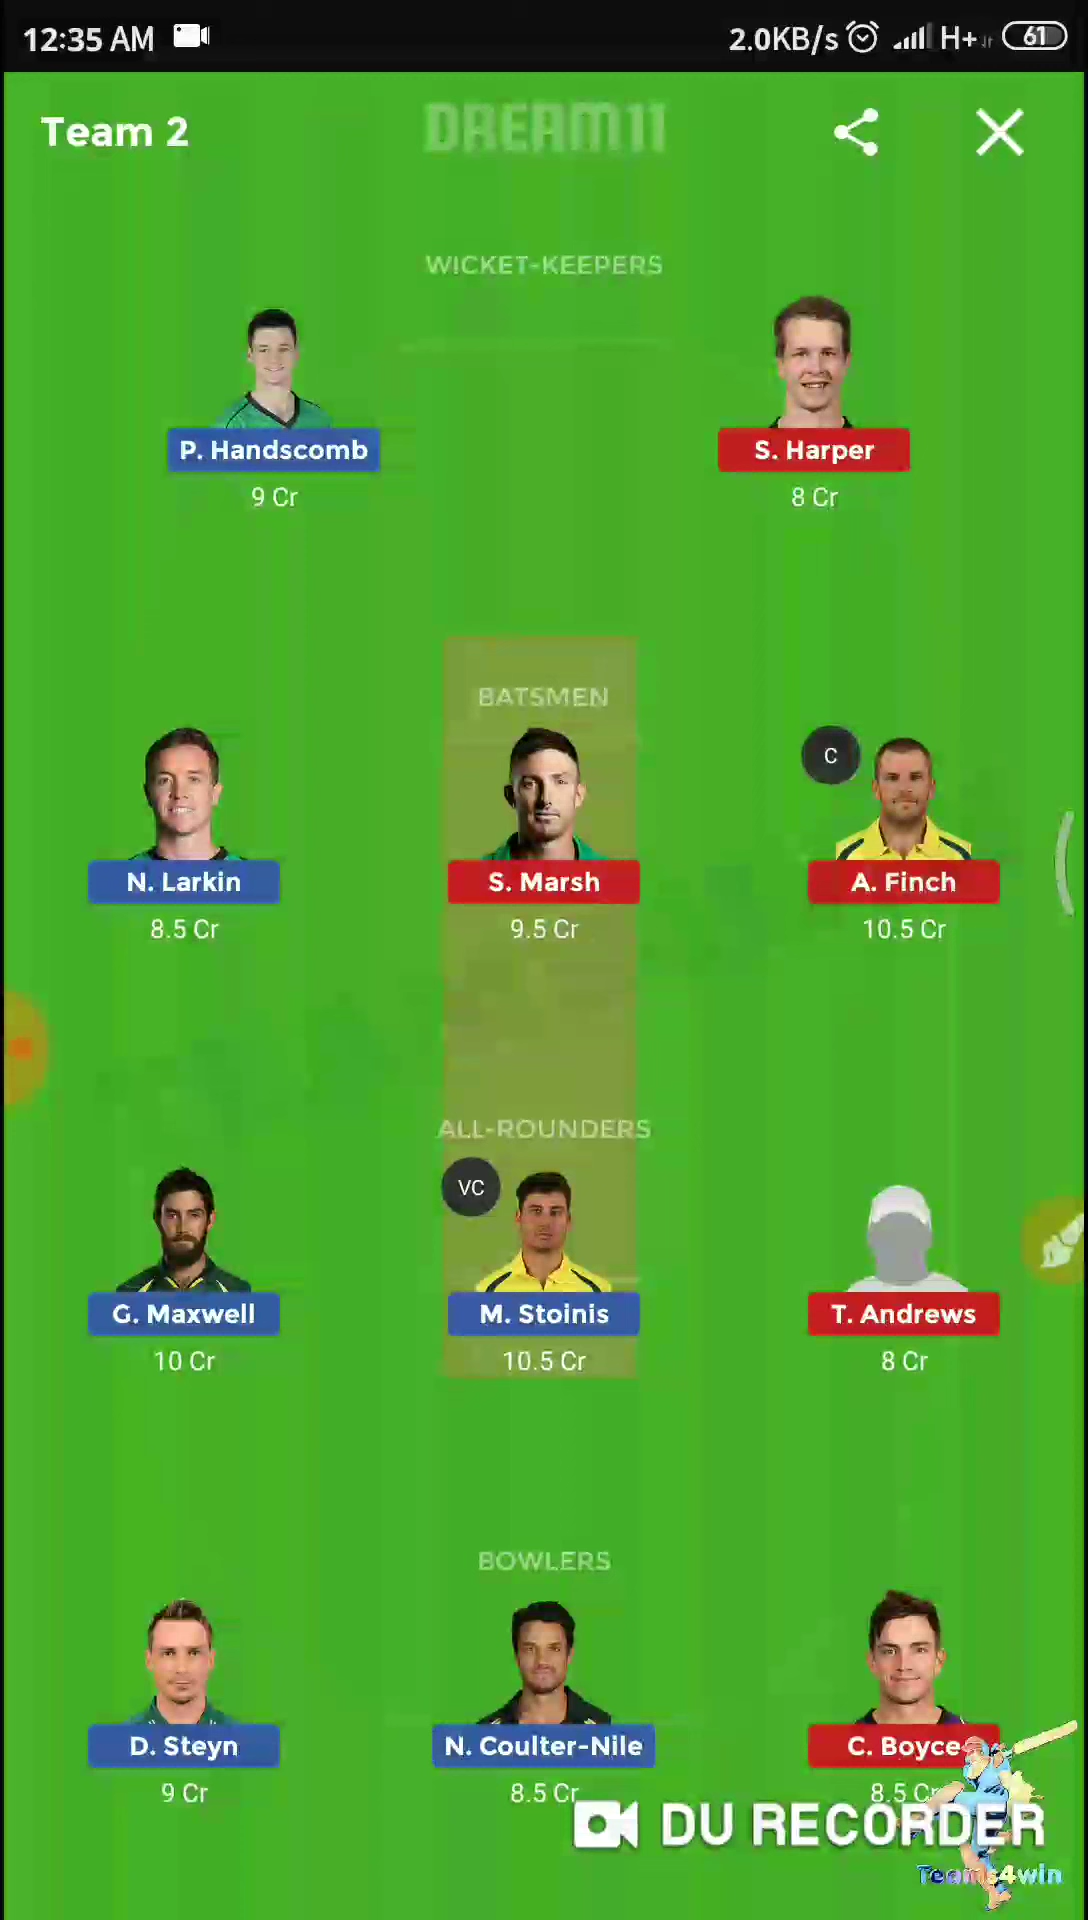 12:35 AM 2.0KB/s H+ 61
Team 2 DREAM11
WICKET-KEEPERS
P. Handscomb S. Harper
9 Cr 8 Cr
BATSMEN
C
N. Larkin S. Marsh A. Finch
8.5 Cr 9.5 Cr 10.5 Cr
ALL-ROUNDERS
VC
G. Maxwell M. Stoinis T. Andrews
10 Cr 10.5 Cr 8 Cr
BOWLERS
D. Steyn N. Coulter-Nile C. Boyce
9 Cr 8.5 Cr 8.5 Cr
DU RECORDER
Teams4win